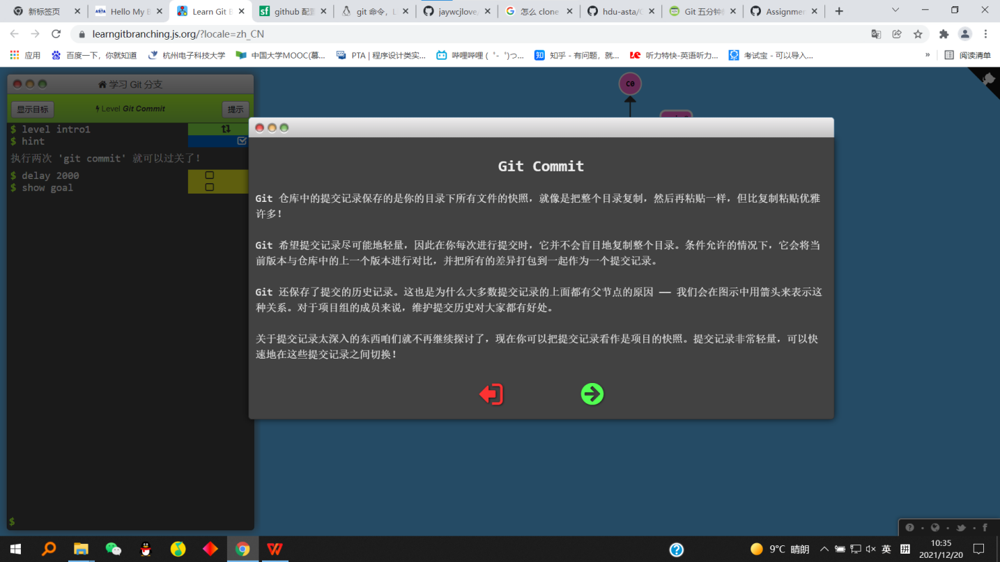 新标签页
Hello My B
Learn Git B
github 配置
git 命令, L
jaywcjlove/
怎么 clone
hdu-asta/C
Git 五分钟
Assignmen
learngitbranching.js.org/?locale=zh_CN
应用
百度一下，你就知道
杭州电子科技大学
中国大学MOOC(慕...
PTA | 程序设计类实...
哔哩哔哩 (゜-゜)つ...
知乎 - 有问题，就...
听力特快-英语听力...
考试宝 - 可以导入...
»
阅读清单
学习 Git 分支
显示目标
Level Git Commit
提示
$ level intro1
$ hint
执行两次 'git commit' 就可以过关了！
$ delay 2000
$ show goal
$
C0
Git Commit
Git 仓库中的提交记录保存的是你的目录下所有文件的快照，就像是把整个目录复制，然后再粘贴一样，但比复制粘贴优雅
许多！
Git 希望提交记录尽可能地轻量，因此在你每次进行提交时，它并不会盲目地复制整个目录。条件允许的情况下，它会将当
前版本与仓库中的上一个版本进行对比，并把所有的差异打包到一起作为一个提交记录。
Git 还保存了提交的历史记录。这也是为什么大多数提交记录的上面都有父节点的原因 —— 我们会在图示中用箭头来表示这
种关系。对于项目组的成员来说，维护提交历史对大家都有好处。
关于提交记录太深入的东西咱们就不再继续探讨了，现在你可以把提交记录看作是项目的快照。提交记录非常轻量，可以快
速地在这些提交记录之间切换！
9°C 晴朗
英
拼
10:35
2021/12/20